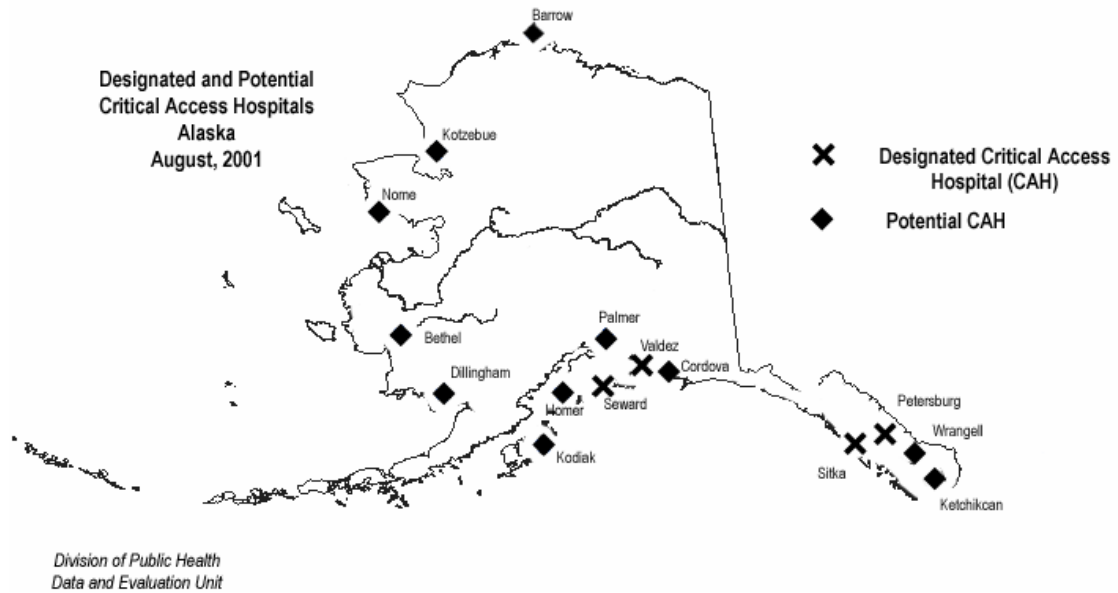 Barrow
Designated and Potential
Critical Access Hospitals
Alaska
August, 2001
Kotzebue
Designated Critical Access
Hospital (CAH)
Nome
Potential CAH
Palmer
Bethel
Valdez
Cordova
Dillingham
Homer
Seward
Petersburg
Wrangell
Kodiak
Sitka
Ketchikcan
Division of Public Health
Data and Evaluation Unit